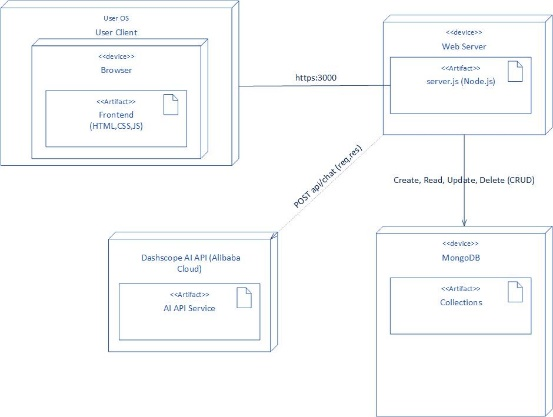 User OS
User Client
<<device>>
Browser
<<Artifact>>
Frontend
(HTML,CSS,JS)
https:3000
<<device>>
Web Server
<<Artifact>>
server.js (Node.js)
POST api/chat (req,res)
Create, Read, Update, Delete (CRUD)
Dashscope AI API (Alibaba
Cloud)
<<Artifact>>
AI API Service
<<device>>
MongoDB
<<Artifact>>
Collections